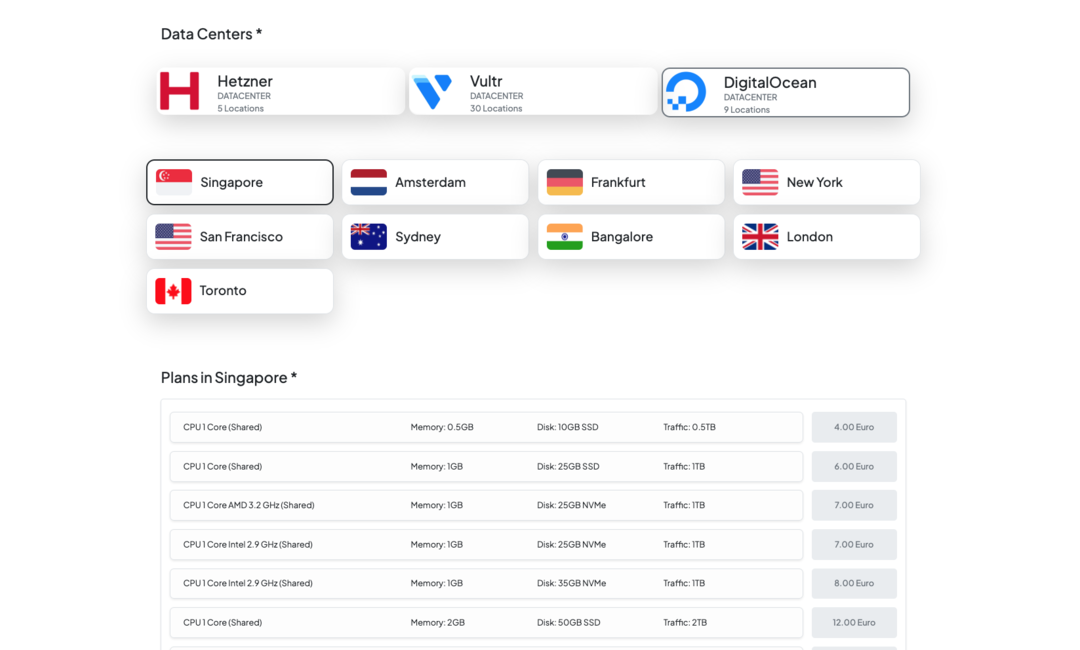 Data Centers *
Hetzner
DATACENTER
5 Locations
Vultr
DATACENTER
30 Locations
DigitalOcean
DATACENTER
9 Locations
Singapore
Amsterdam
Frankfurt
New York
San Francisco
Sydney
Bangalore
London
Toronto
Plans in Singapore *
CPU 1 Core (Shared) Memory: 0.5GB Disk: 10GB SSD Traffic: 0.5TB 4.00 Euro
CPU 1 Core (Shared) Memory: 1GB Disk: 25GB SSD Traffic: 1TB 6.00 Euro
CPU 1 Core AMD 3.2 GHz (Shared) Memory: 1GB Disk: 25GB NVMe Traffic: 1TB 7.00 Euro
CPU 1 Core Intel 2.9 GHz (Shared) Memory: 1GB Disk: 25GB NVMe Traffic: 1TB 7.00 Euro
CPU 1 Core Intel 2.9 GHz (Shared) Memory: 1GB Disk: 35GB NVMe Traffic: 1TB 8.00 Euro
CPU 1 Core (Shared) Memory: 2GB Disk: 50GB SSD Traffic: 2TB 12.00 Euro